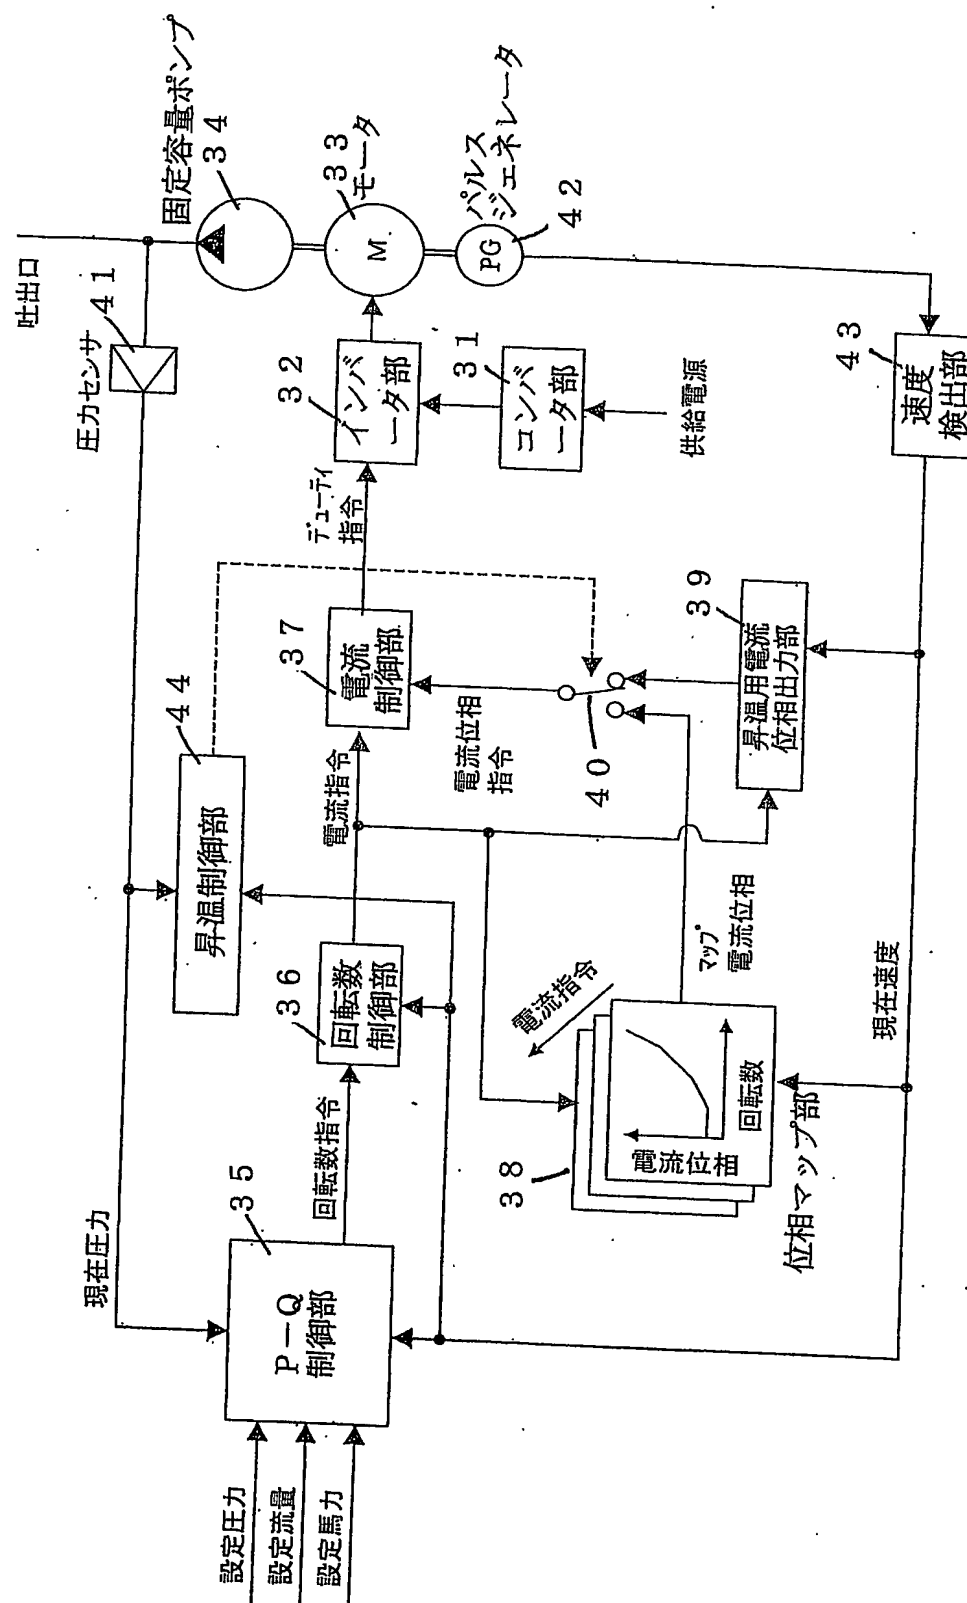 設定圧力
設定流量
設定馬力
現在圧力
３５
Ｐ－Ｑ
制御部
回転数指令
３６
回転数
制御部
４４
昇温制御部
電流指令
３７
電流
制御部
電流位相
指令
デューティ
指令
３２
インバ
ータ部
３１
コンバ
ータ部
供給電源
圧力センサ
４１
吐出口
固定容量ポンプ
３４
３３
モータ
M
パルス
ジェネレータ
４２
PG
４３
速度
検出部
３９
昇温用電流
位相出力部
４０
マップ
電流位相
電流指令
３８
電流位相
回転数
位相マップ部
現在速度